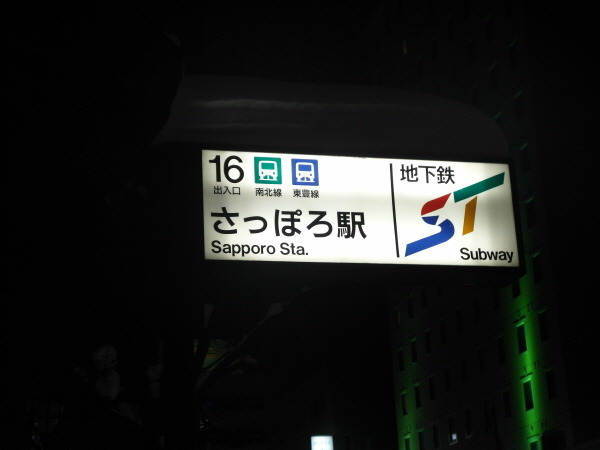 16
出入口
南北線
東豊線
さっぽろ駅
Sapporo Sta.
地下鉄
ST
Subway